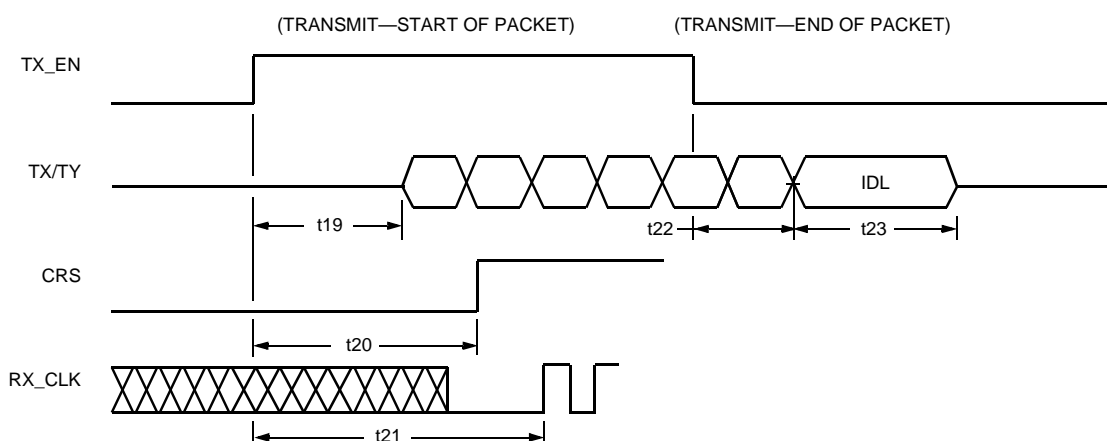 (TRANSMIT—START OF PACKET)
(TRANSMIT—END OF PACKET)
TX_EN
TX/TY
IDL
t19
t22
t23
CRS
t20
RX_CLK
t21